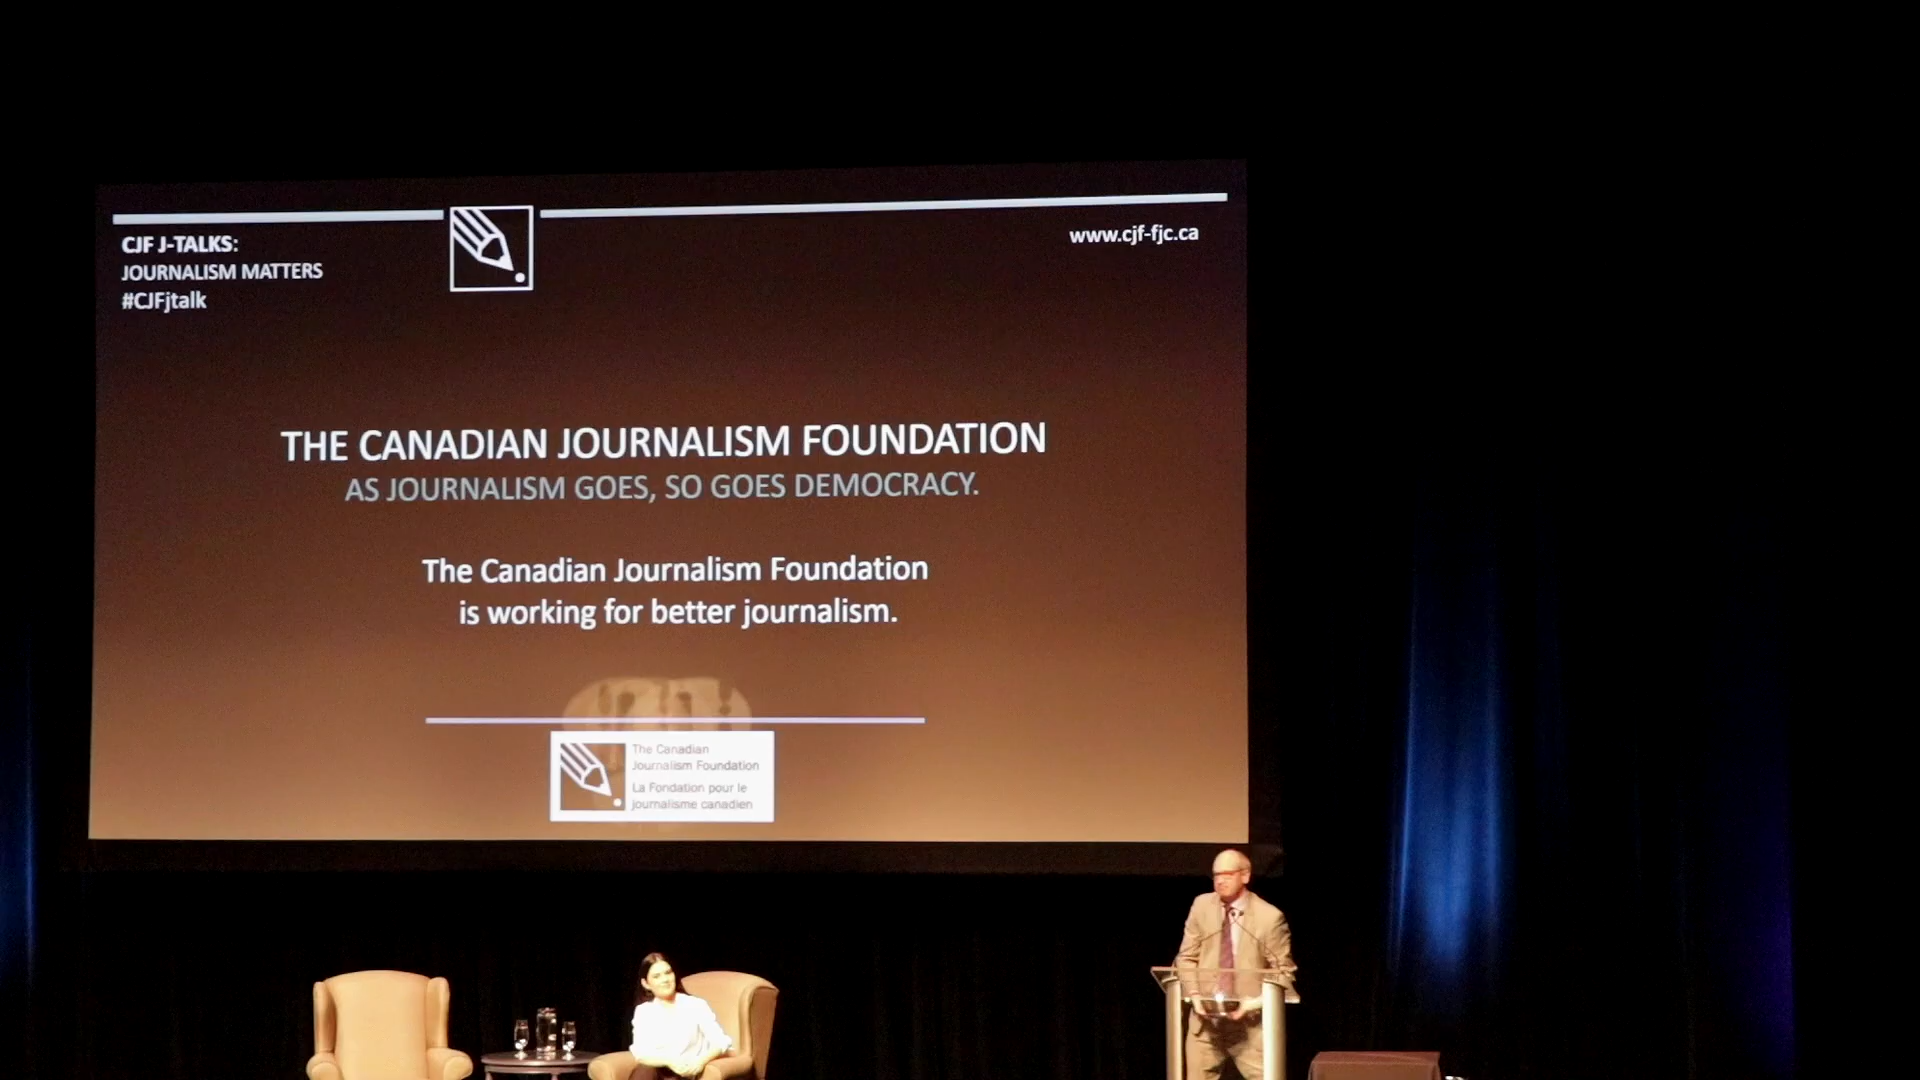 CJF J-TALKS:
JOURNALISM MATTERS
#CJFjtalk
www.cjf-fjc.ca
THE CANADIAN JOURNALISM FOUNDATION
AS JOURNALISM GOES, SO GOES DEMOCRACY.
The Canadian Journalism Foundation
is working for better journalism.
The Canadian
Journalism Foundation
La Fondation pour le
journalisme canadien